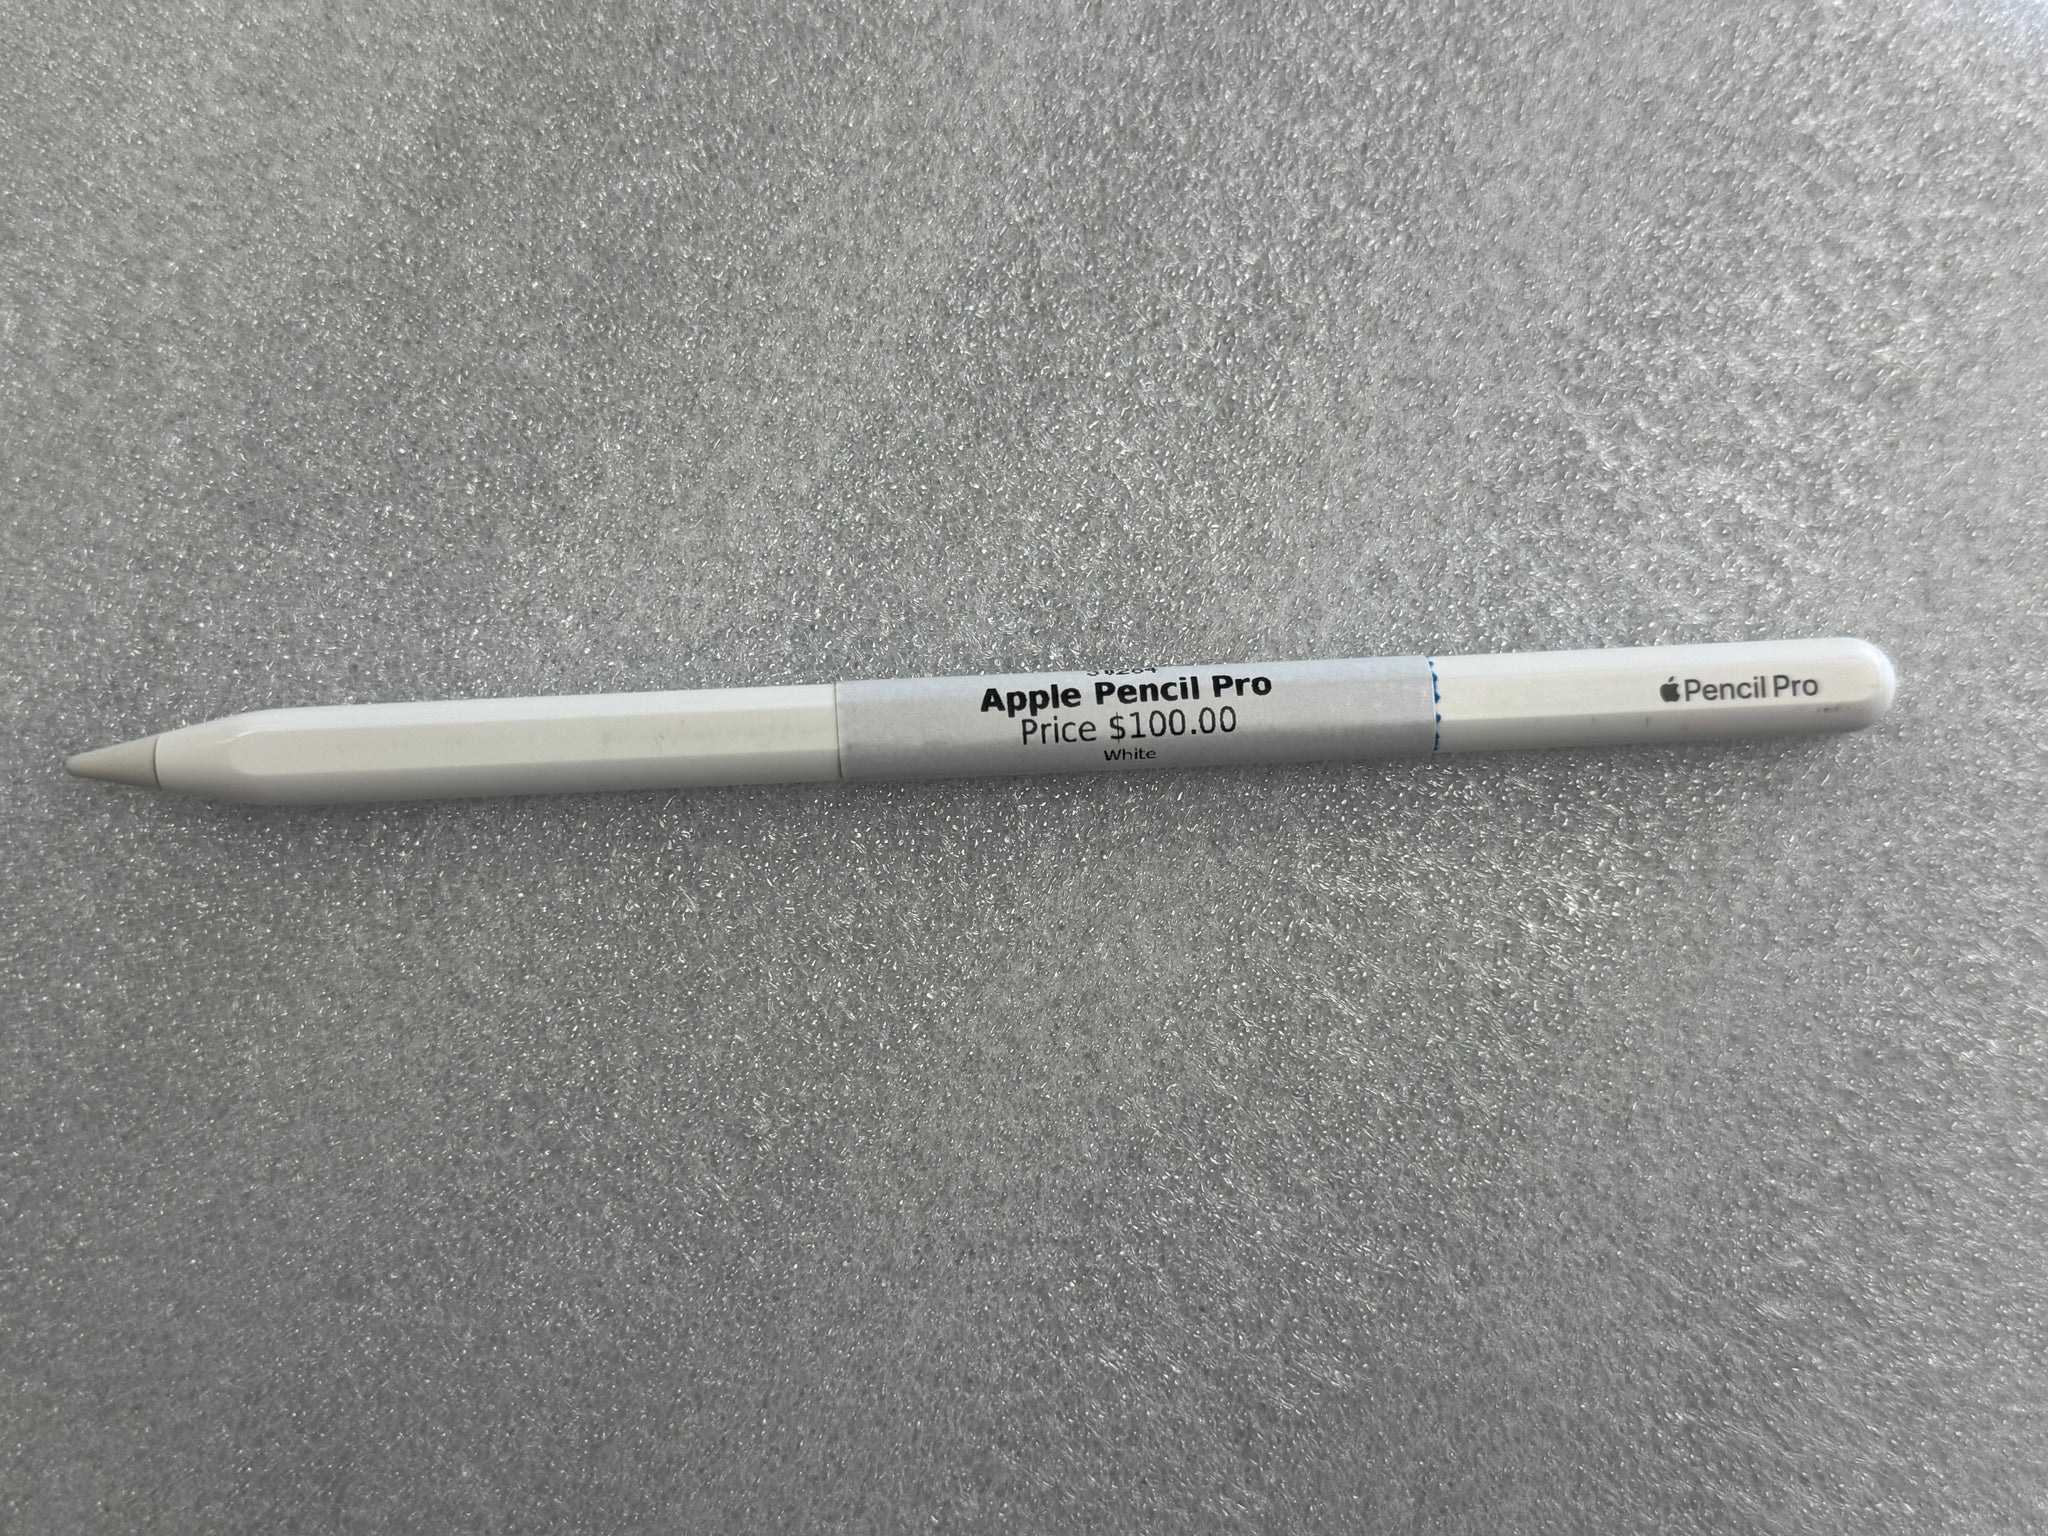 Apple Pencil Pro
Price $100.00
White
Pencil Pro